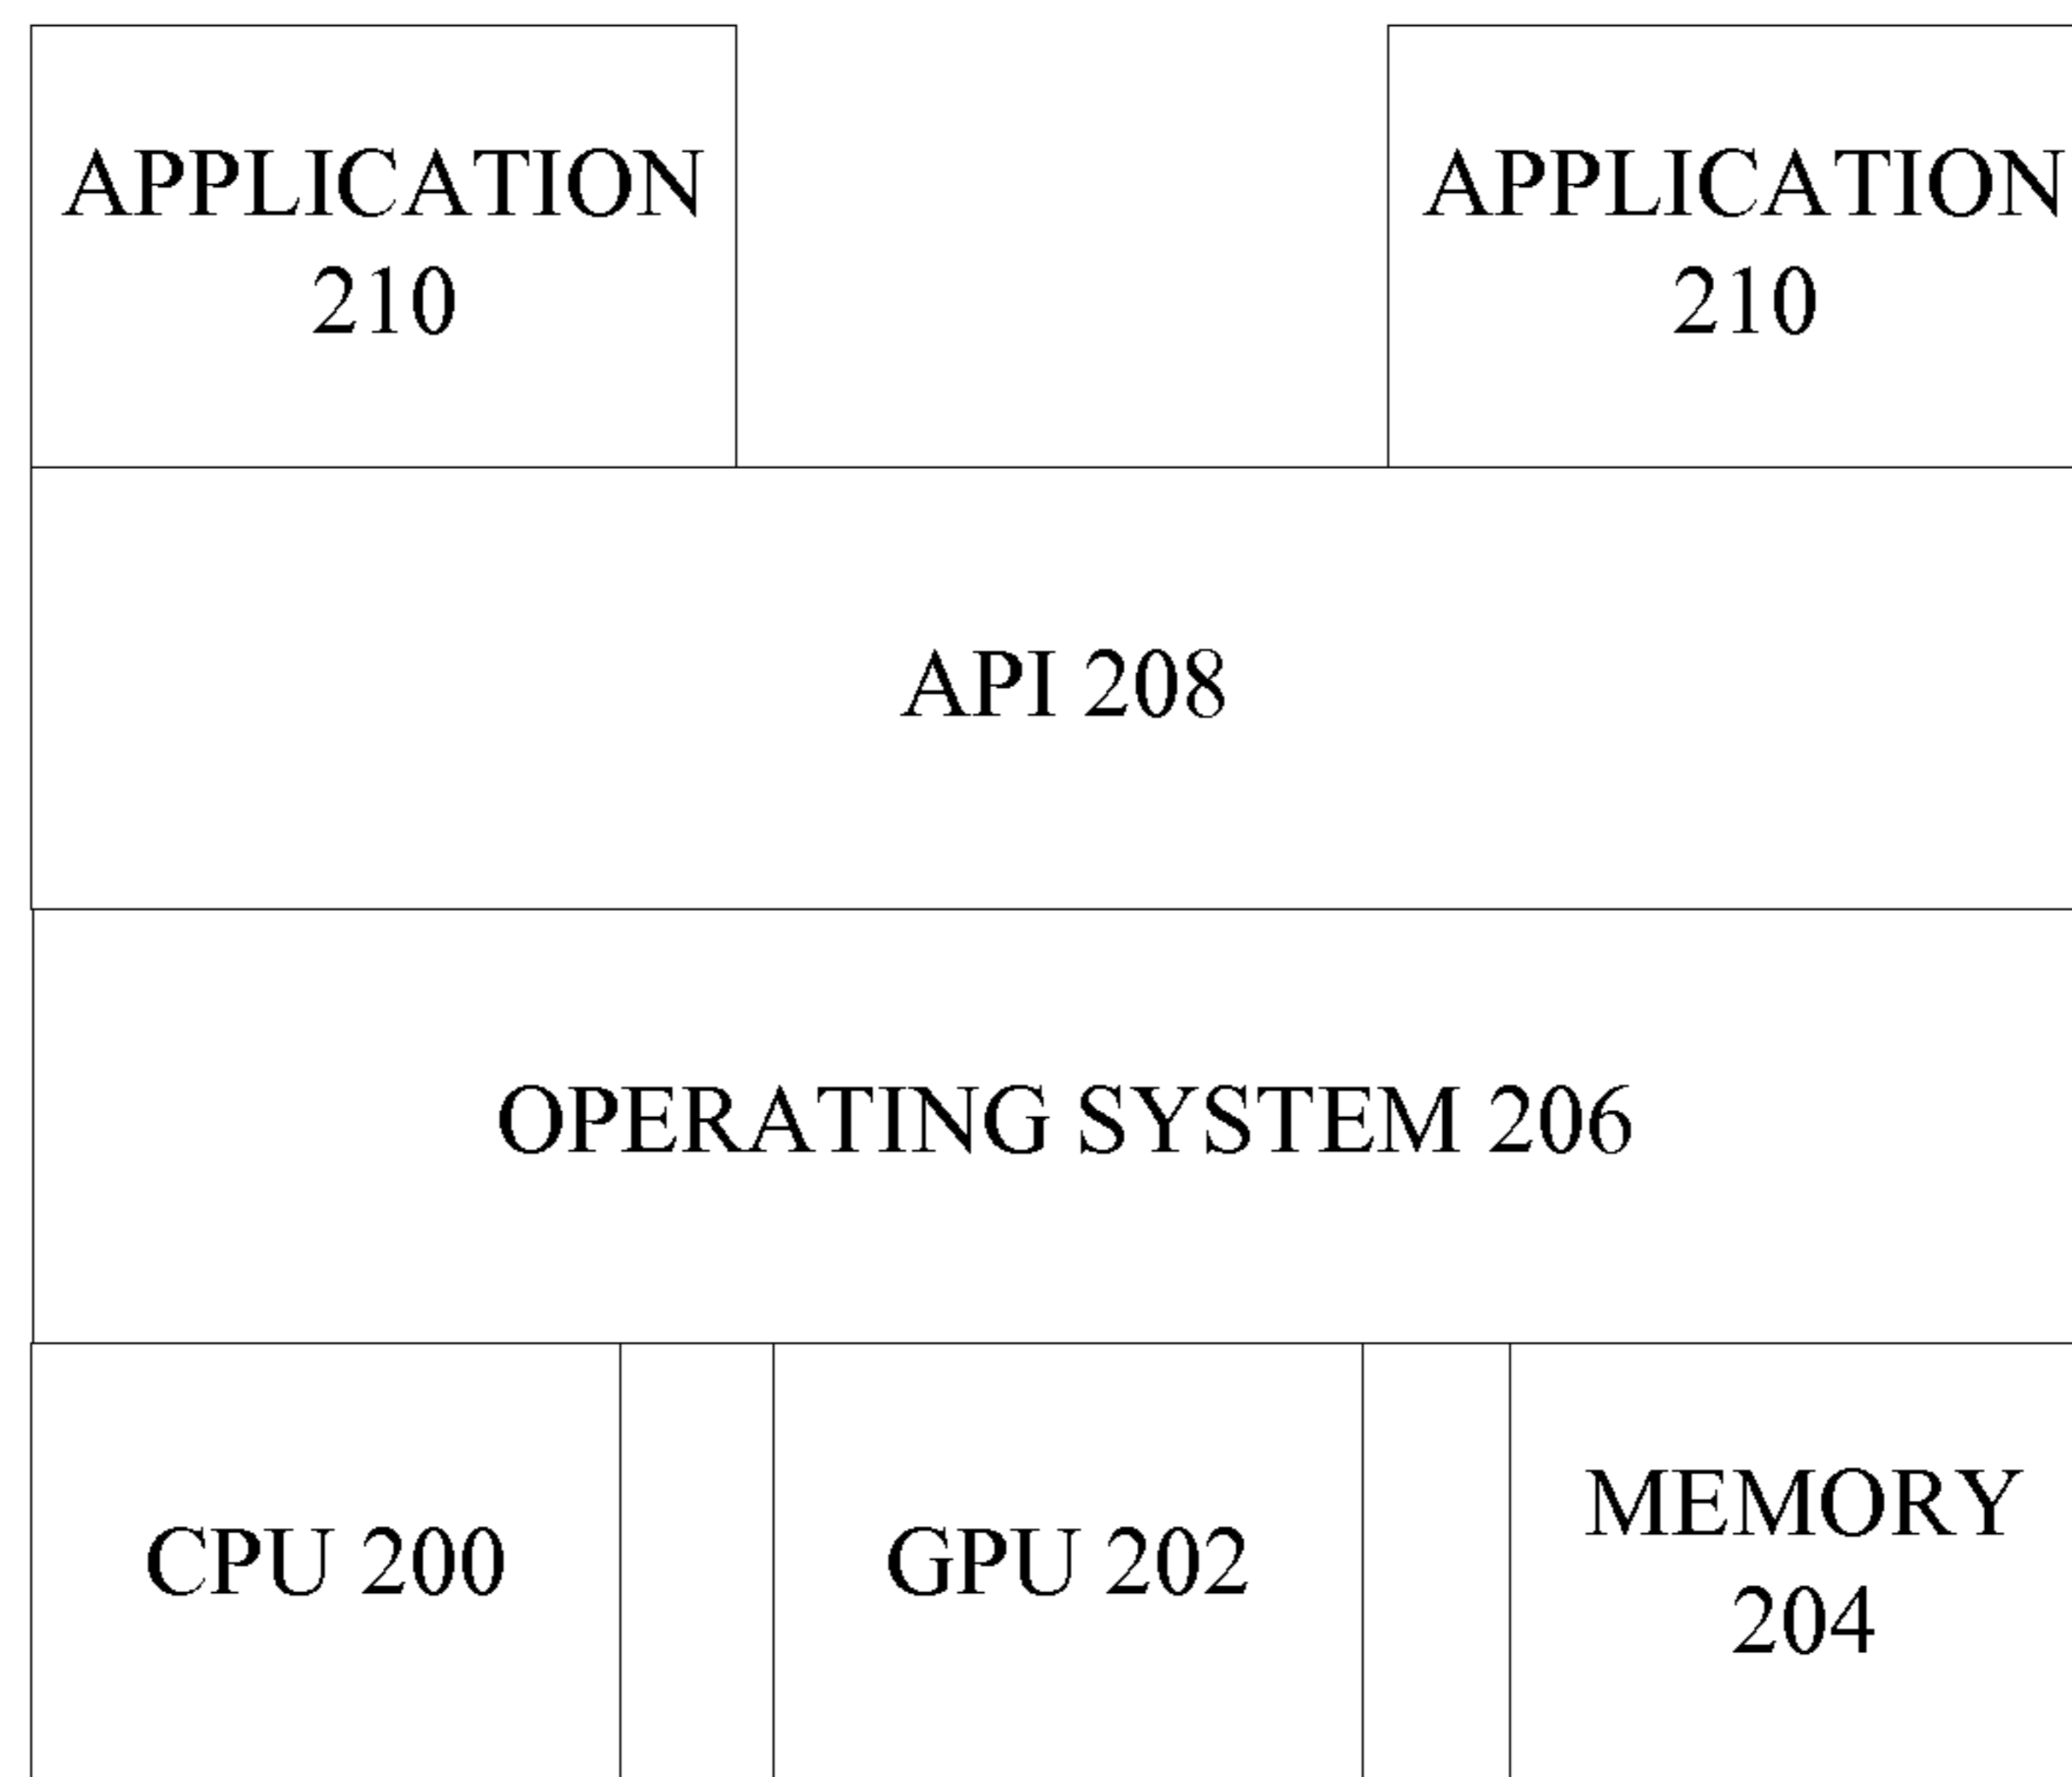 APPLICATION
210
APPLICATION
210
API 208
OPERATING SYSTEM 206
CPU 200
GPU 202
MEMORY
204